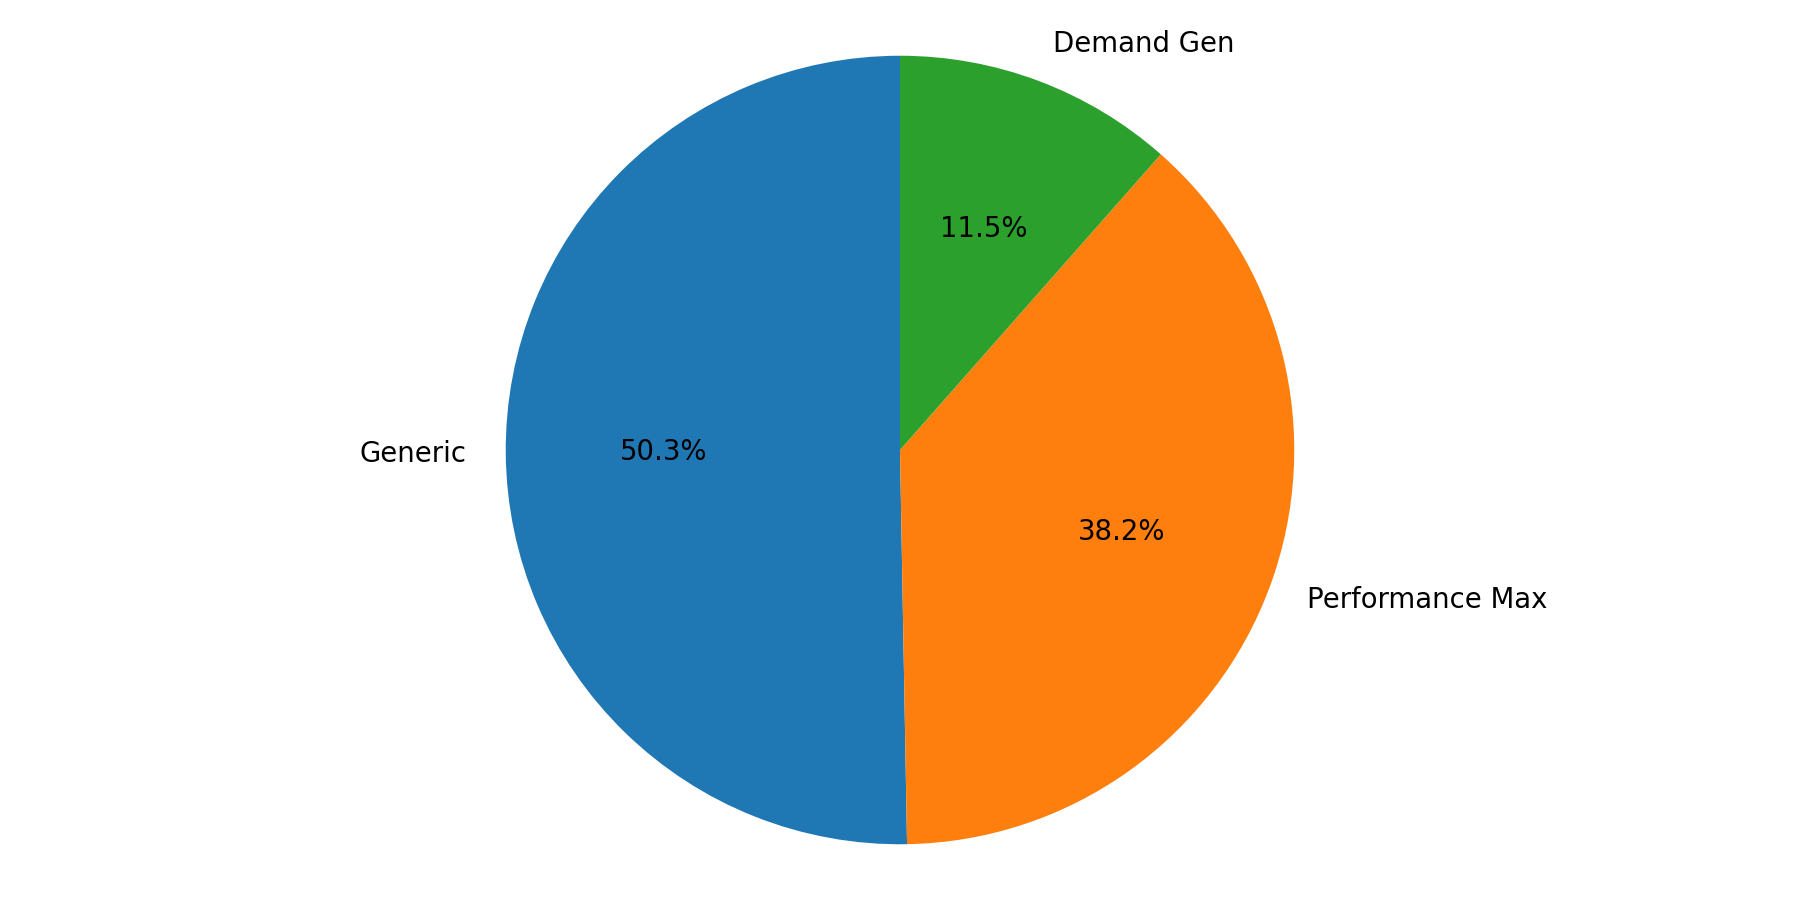 Demand Gen
11.5%
Generic
50.3%
38.2%
Performance Max